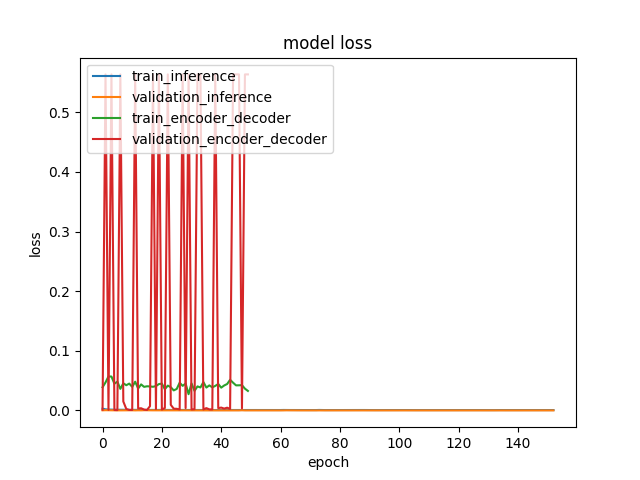 model loss
train_inference
validation_inference
train_encoder_decoder
validation_encoder_decoder
loss
0.5
0.4
0.3
0.2
0.1
0.0
0 20 40 60 80 100 120 140
epoch